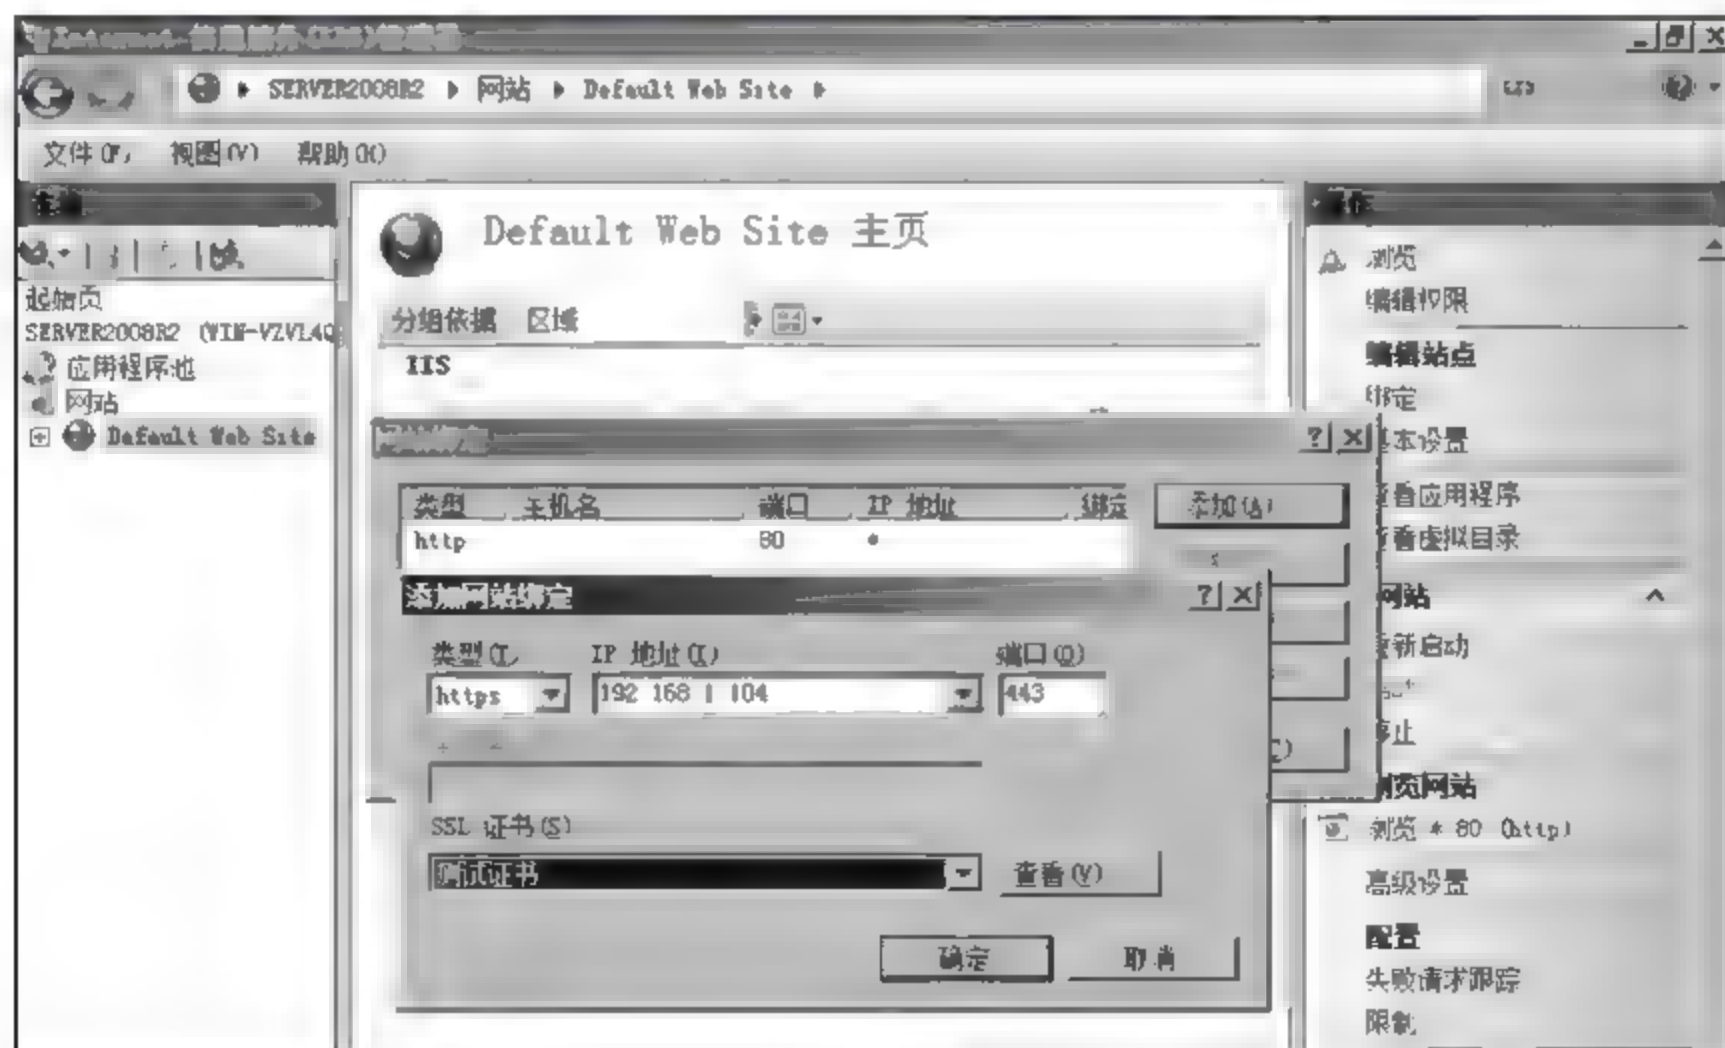 SERVER2008R2 网站 Default Web Site
文件(F) 视图(V) 帮助(H)
起始页
SERVER2008R2 (WIN-VZVL4Q
应用程序池
网站
Default Web Site
Default Web Site 主页
分组依据 区域
IIS
类型 主机名 端口 IP 地址 绑定
http 80 *
添加(A)
添加网站绑定
类型(T) IP 地址(I) 端口(O)
https 192 168 1 104 443
SSL 证书(S)
测试证书 查看(V)
确定 取消
浏览
编辑权限
编辑站点
绑定
基本设置
查看应用程序
查看虚拟目录
网站
重新启动
停止
浏览网站
浏览 * 80 (http)
高级设置
配置
失败请求跟踪
限制